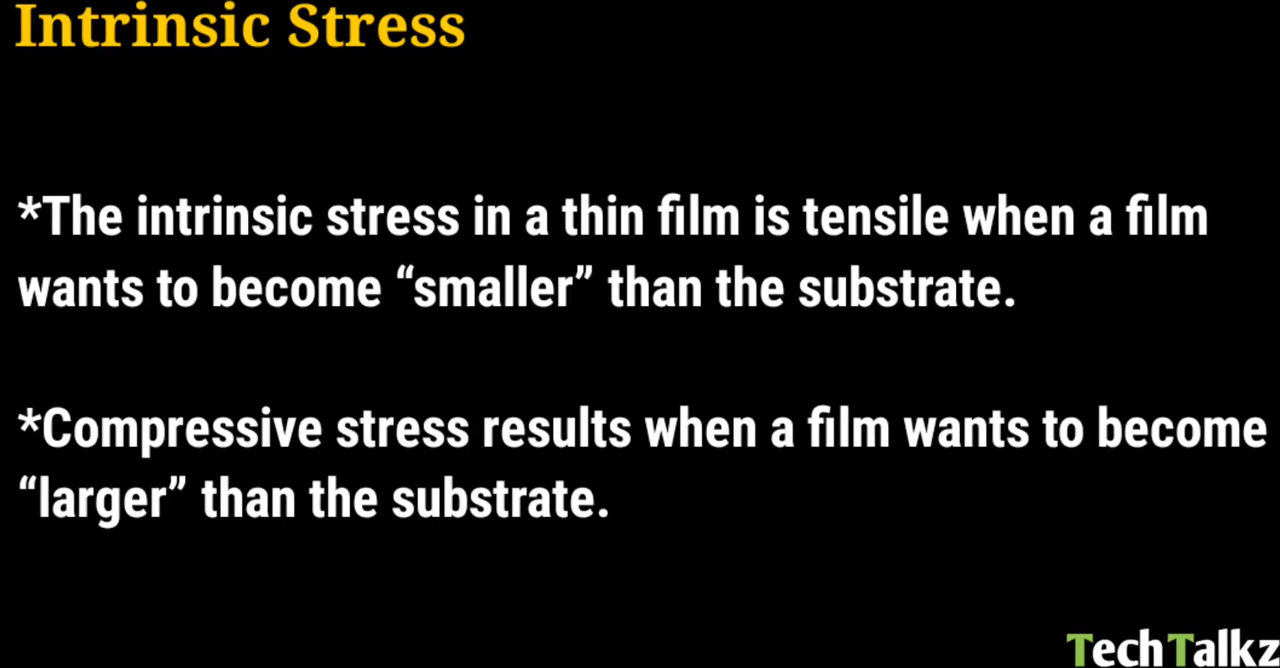 Intrinsic Stress
*The intrinsic stress in a thin film is tensile when a film
wants to become “smaller” than the substrate.
*Compressive stress results when a film wants to become
“larger” than the substrate.
TechTalkz